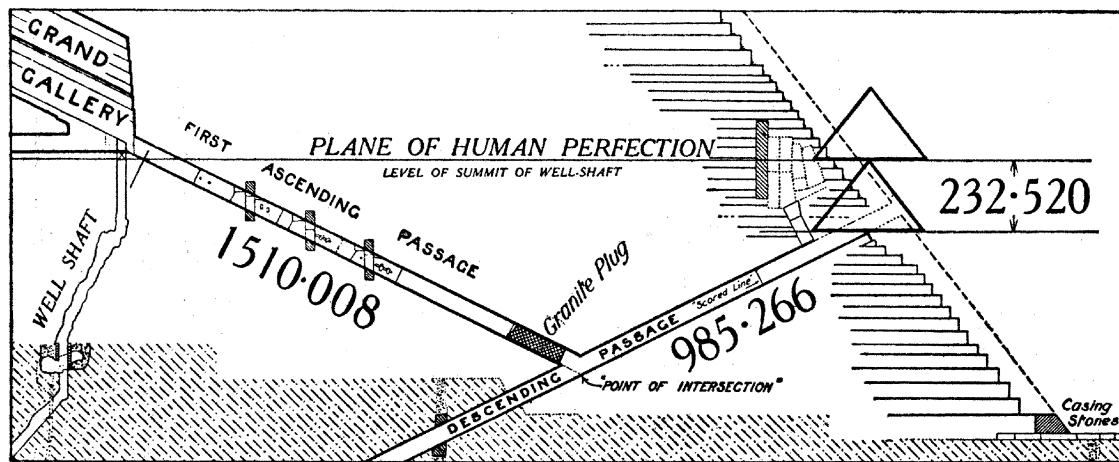 GRAND
GALLERY
FIRST
ASCENDING
PASSAGE
PLANE OF HUMAN PERFECTION
LEVEL OF SUMMIT OF WELL-SHAFT
232·520
1510·008
Granite Plug
WELL SHAFT
DESCENDING PASSAGE
"Scored Line"
985·266
"POINT OF INTERSECTION"
Casing
Stones